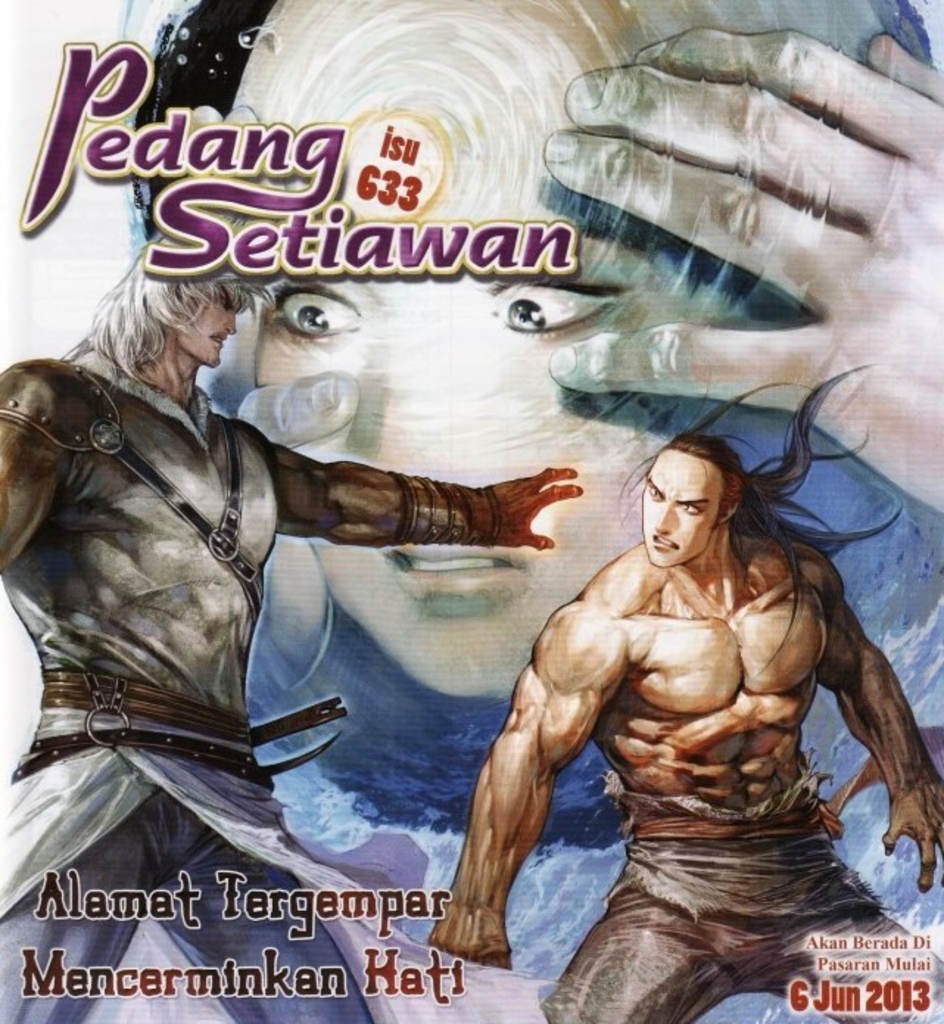 Pedang
Setiawan
isu
633
Alamat Tergempar
Mencerminkan Hati
Akan Berada Di
Pasaran Mulai
6 Jun 2013